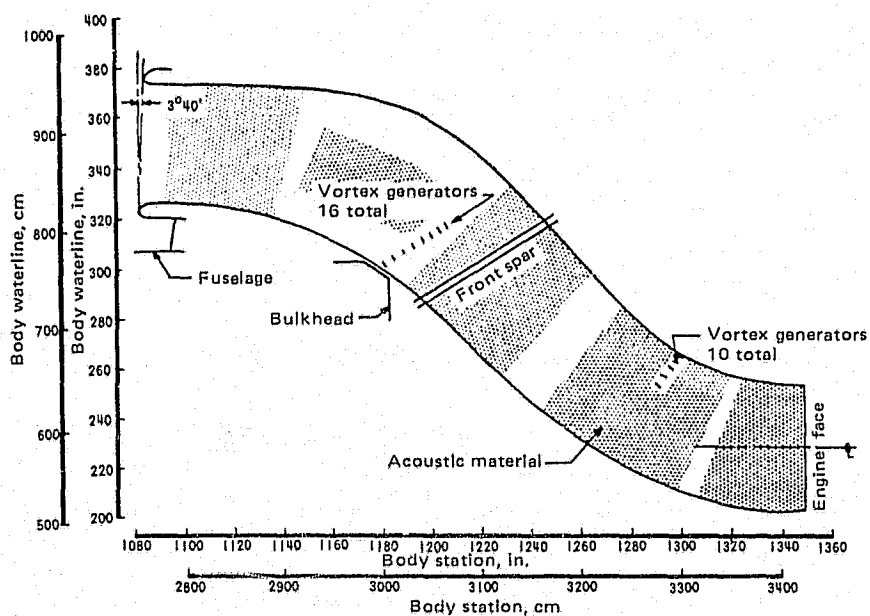 400
1000
380
3°40'
360
900
340
Vortex generators
16 total
320
800
300
Fuselage
Front spar
Bulkhead
280
700
Vortex generators
10 total
260
240
600
Engine face
Acoustic material
220
500
200
Body waterline, cm
Body waterline, in.
1080 1100 1120 1140 1160 1180 1200 1220 1240 1260 1280 1300 1320 1340 1360
Body station, in.
2800 2900 3000 3100 3200 3300 3400
Body station, cm